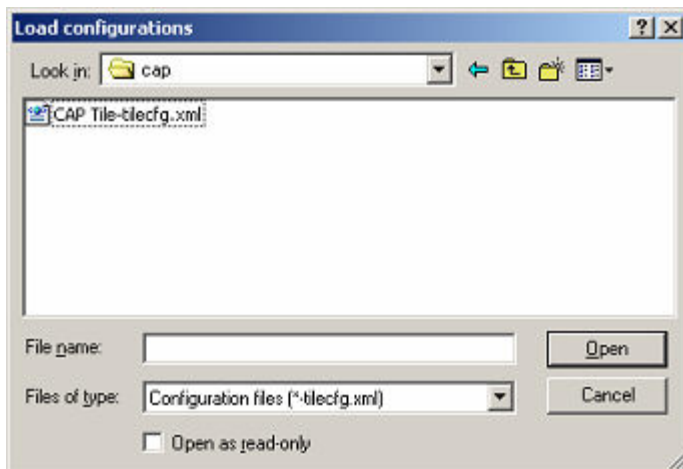 Load configurations
Look in: cap
CAP Tile-tilecfg.xml
File name:
Open
Files of type: Configuration files (*-tilecfg.xml)
Cancel
Open as read-only